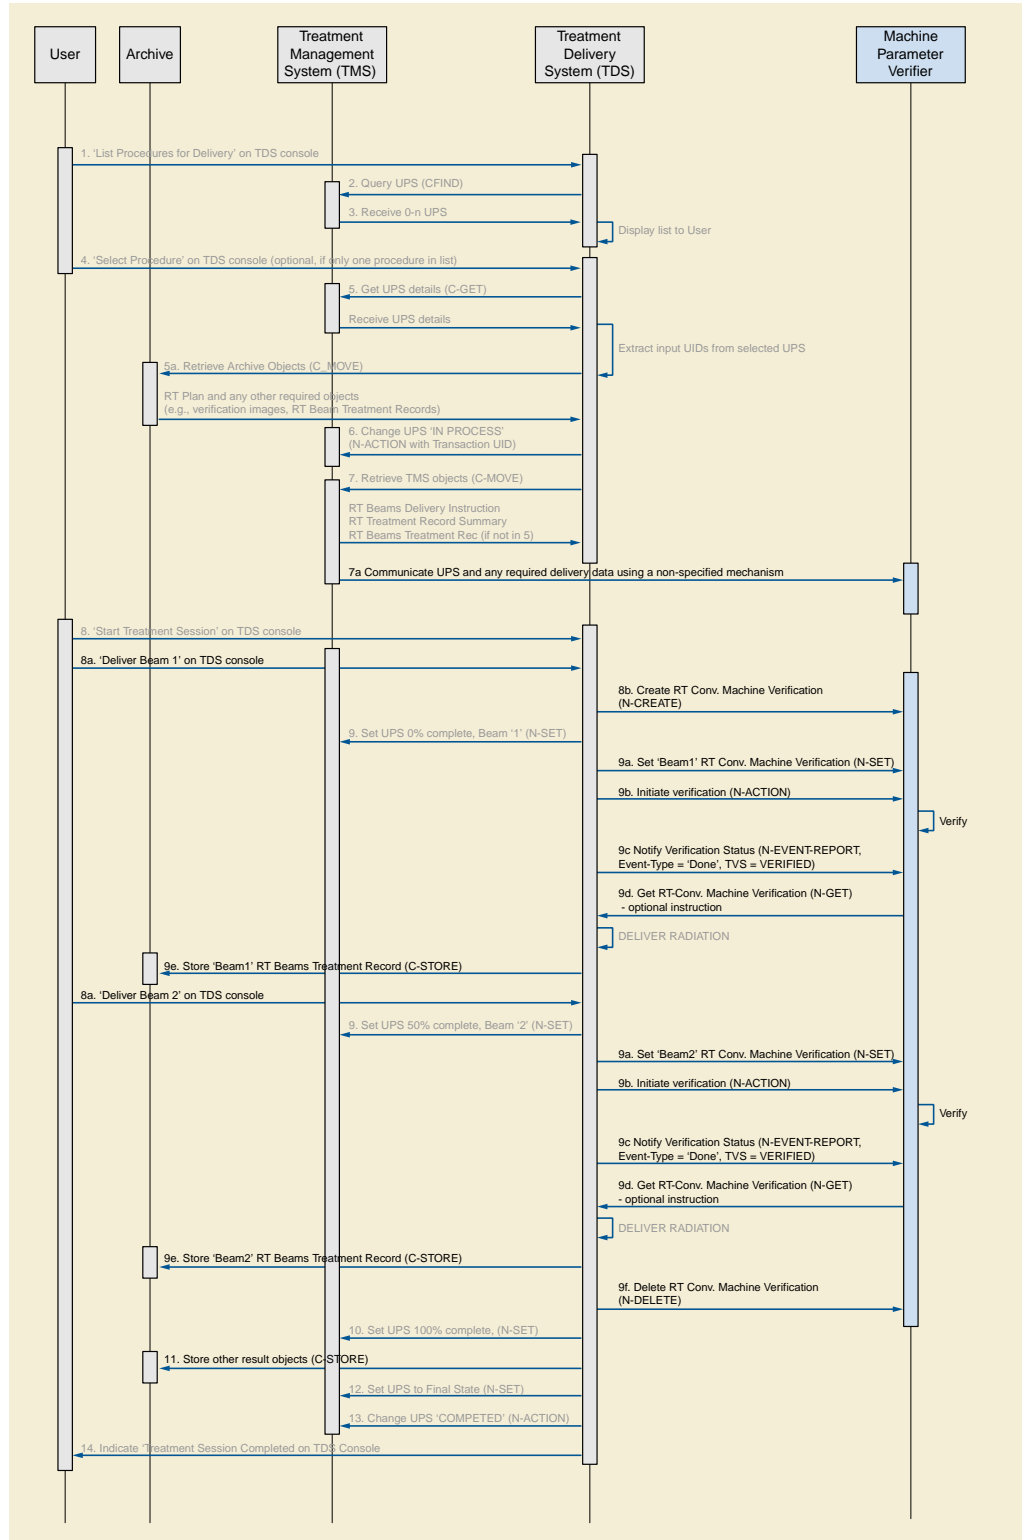 User
Archive
Treatment
Management
System (TMS)
Treatment
Delivery
System (TDS)
Machine
Parameter
Verifier
1. ‘List Procedures for Delivery’ on TDS console
2. Query UPS (CFIND)
3. Receive 0-n UPS
Display list to User
4. ‘Select Procedure’ on TDS console (optional, if only one procedure in list)
5. Get UPS details (C-GET)
Receive UPS details
Extract input UIDs from selected UPS
5a. Retrieve Archive Objects (C_MOVE)
RT Plan and any other required objects
(e.g., verification images, RT Beam Treatment Records)
6. Change UPS ‘IN PROCESS’
(N-ACTION with Transaction UID)
7. Retrieve TMS objects (C-MOVE)
RT Beams Delivery Instruction
RT Treatment Record Summary
RT Beams Treatment Rec (if not in 5)
7a Communicate UPS and any required delivery data using a non-specified mechanism
8. ‘Start Treatment Session’ on TDS console
8a. ‘Deliver Beam 1’ on TDS console
8b. Create RT Conv. Machine Verification
(N-CREATE)
9. Set UPS 0% complete, Beam ‘1’ (N-SET)
9a. Set ‘Beam1’ RT Conv. Machine Verification (N-SET)
9b. Initiate verification (N-ACTION)
Verify
9c Notify Verification Status (N-EVENT-REPORT,
Event-Type = ‘Done’, TVS = VERIFIED)
9d. Get RT-Conv. Machine Verification (N-GET)
- optional instruction
DELIVER RADIATION
9e. Store ‘Beam1’ RT Beams Treatment Record (C-STORE)
8a. ‘Deliver Beam 2’ on TDS console
9. Set UPS 50% complete, Beam ‘2’ (N-SET)
9a. Set ‘Beam2’ RT Conv. Machine Verification (N-SET)
9b. Initiate verification (N-ACTION)
Verify
9c Notify Verification Status (N-EVENT-REPORT,
Event-Type = ‘Done’, TVS = VERIFIED)
9d. Get RT-Conv. Machine Verification (N-GET)
- optional instruction
DELIVER RADIATION
9e. Store ‘Beam2’ RT Beams Treatment Record (C-STORE)
9f. Delete RT Conv. Machine Verification
(N-DELETE)
10. Set UPS 100% complete, (N-SET)
11. Store other result objects (C-STORE)
12. Set UPS to Final State (N-SET)
13. Change UPS ‘COMPETED’ (N-ACTION)
14. Indicate ‘Treatment Session Completed on TDS Console